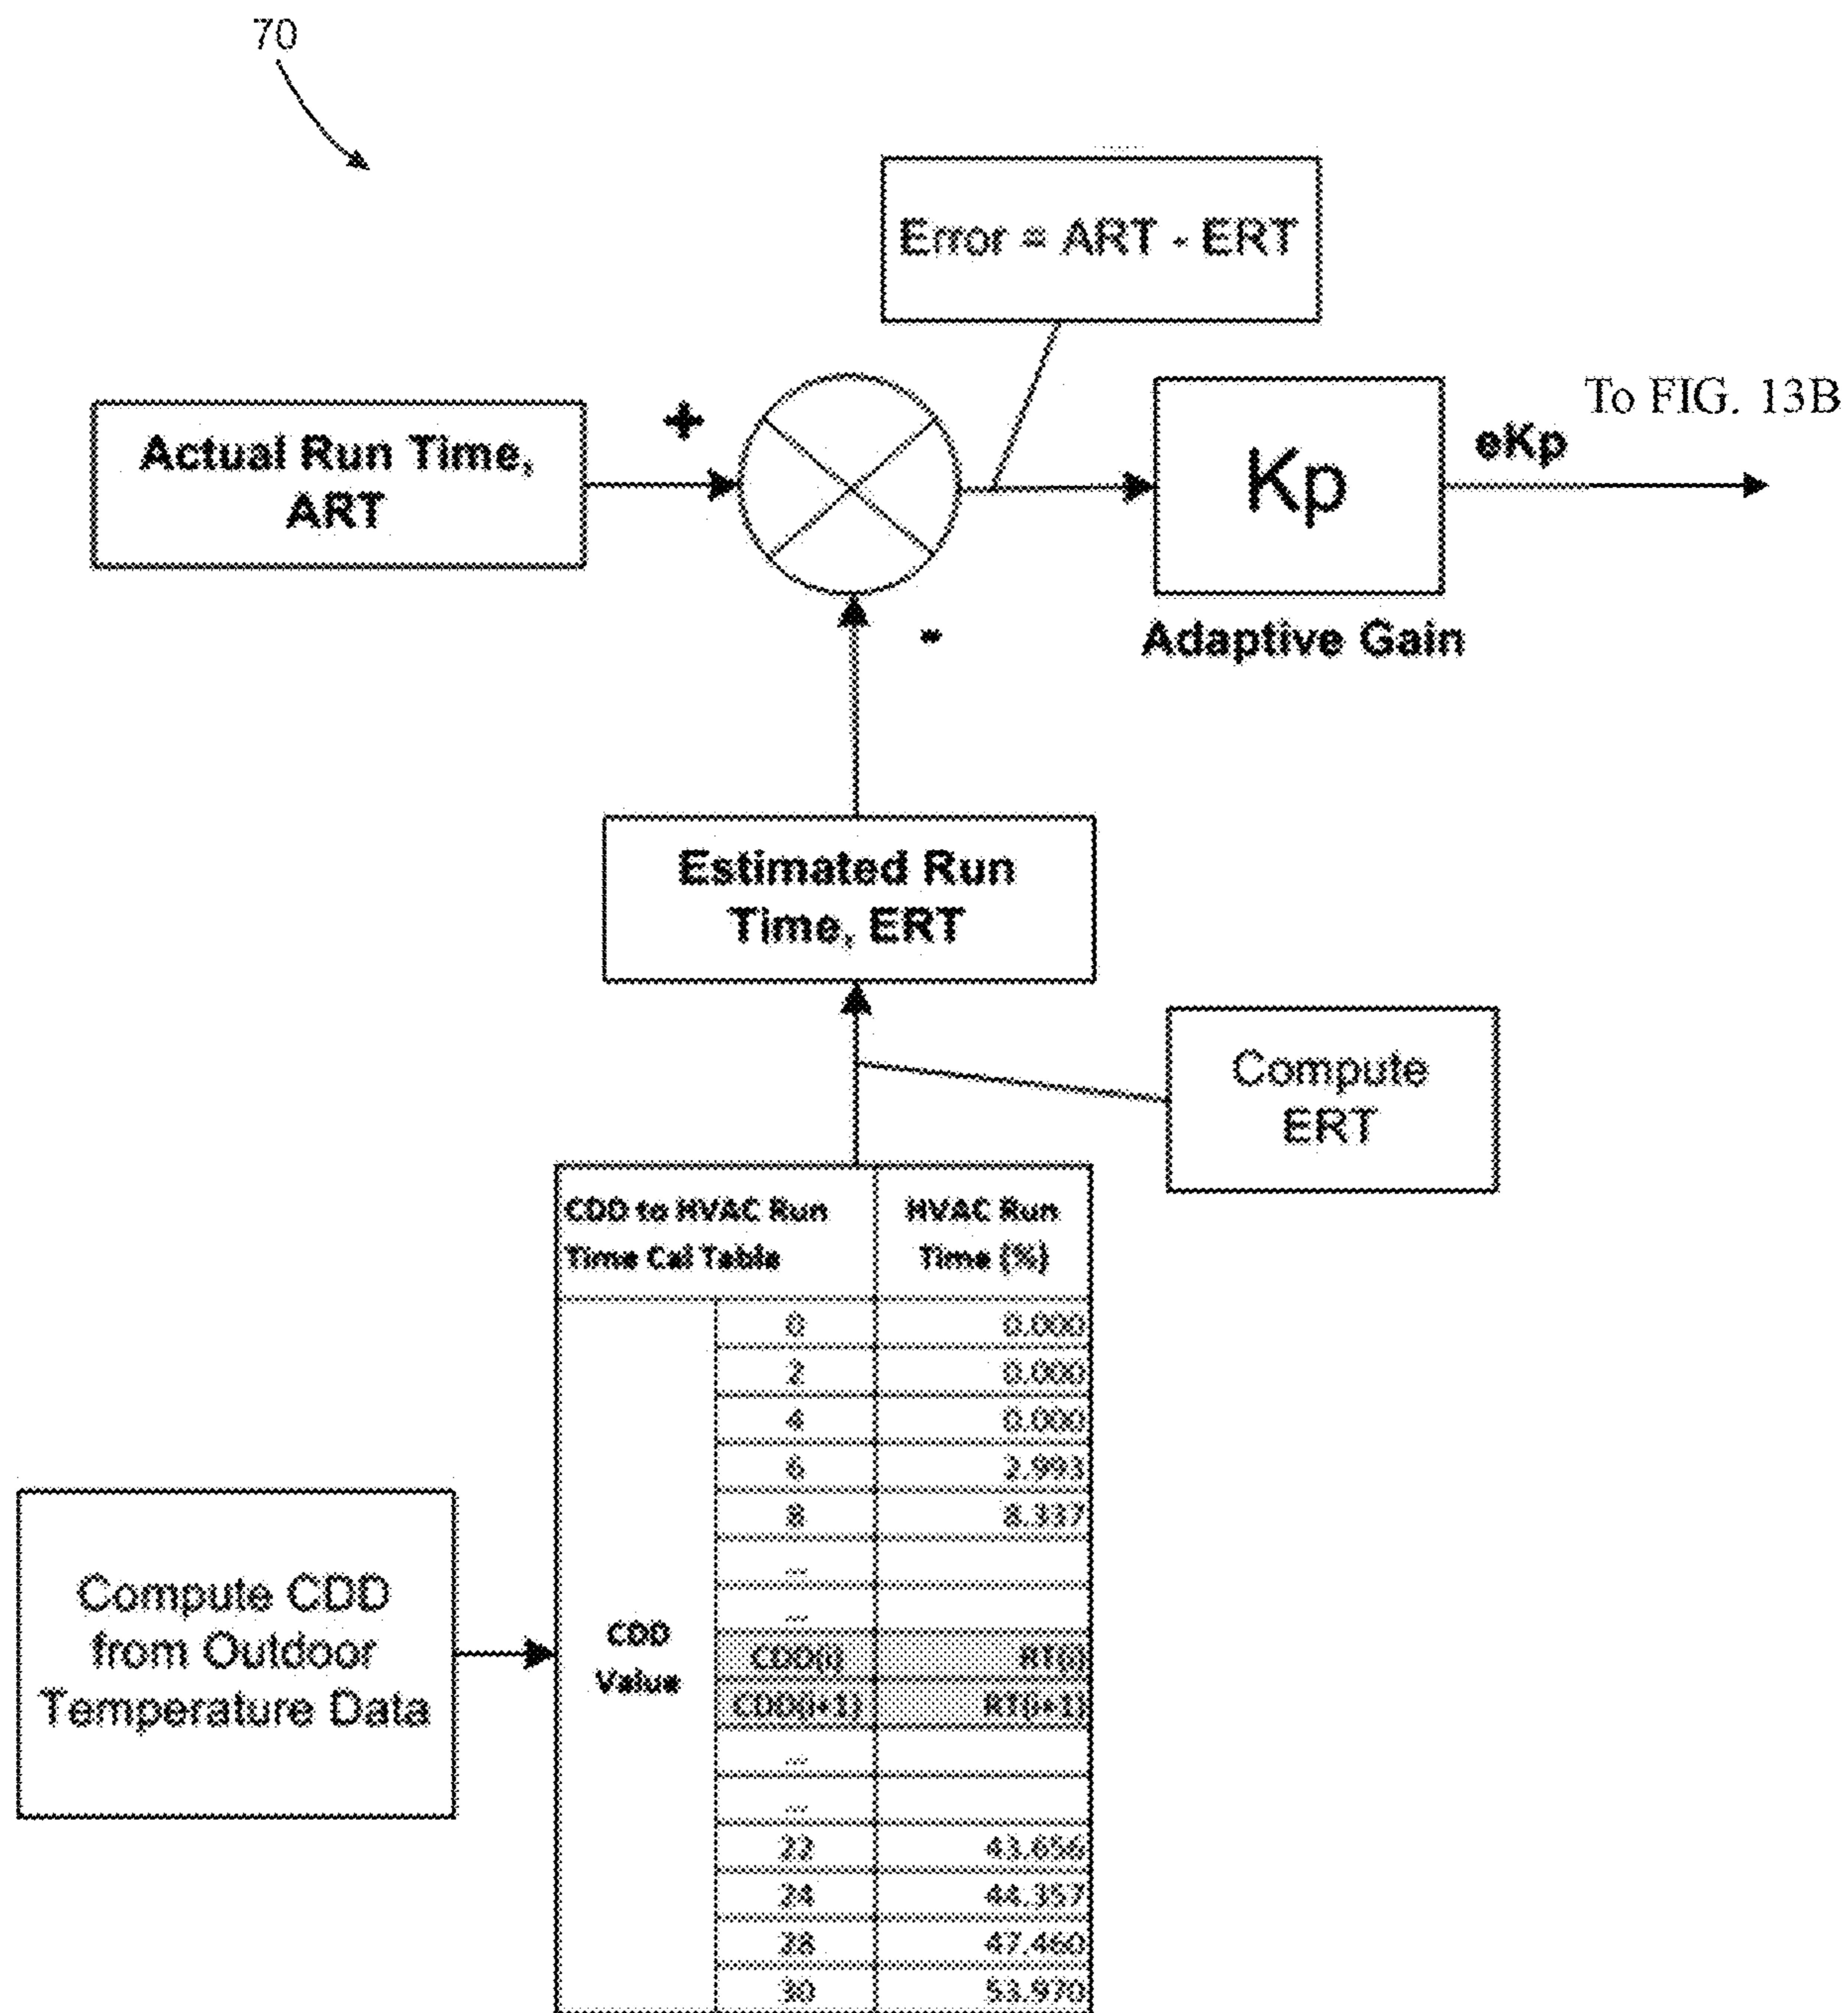 70
Error = ART - ERT
To FIG. 13B
Actual Run Time,
ART
+
Kp
eKp
-
Adaptive Gain
Estimated Run
Time, ERT
Compute
ERT
CDD to HVAC Run
Time Cal Table
HVAC Run
Time (%)
0 0.000
2 0.000
4 0.000
6 2.993
8 8.337
...
...
CDD(i) RT(i)
CDD(i+1) RT(i+1)
...
...
22 43.656
24 44.357
28 47.460
30 53.970
CDD
Value
Compute CDD
from Outdoor
Temperature Data